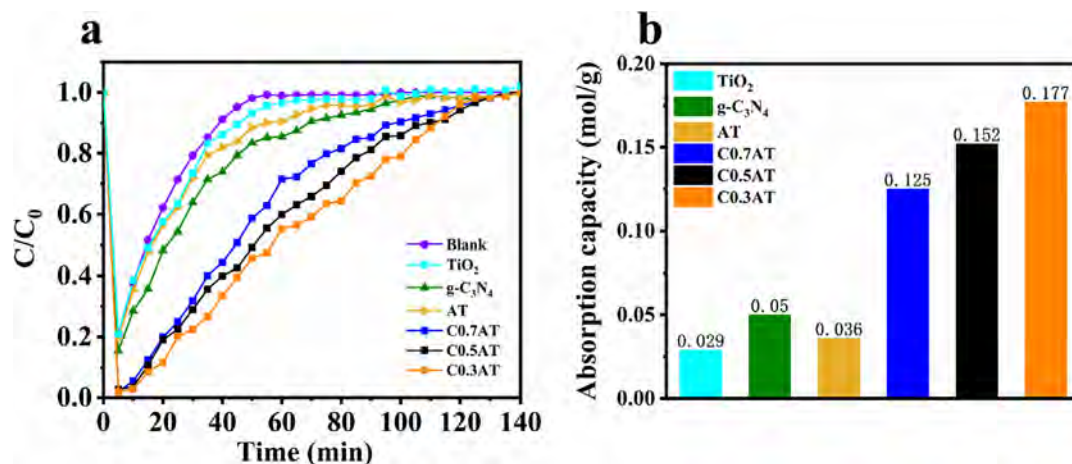 a
C/C₀
1.0
0.8
0.6
0.4
0.2
0.0
0 20 40 60 80 100 120 140
Time (min)
Blank
TiO₂
g-C₃N₄
AT
C0.7AT
C0.5AT
C0.3AT
b
Absorption capacity (mol/g)
0.20
0.15
0.10
0.05
0.00
TiO₂
g-C₃N₄
AT
C0.7AT
C0.5AT
C0.3AT
0.029
0.05
0.036
0.125
0.152
0.177